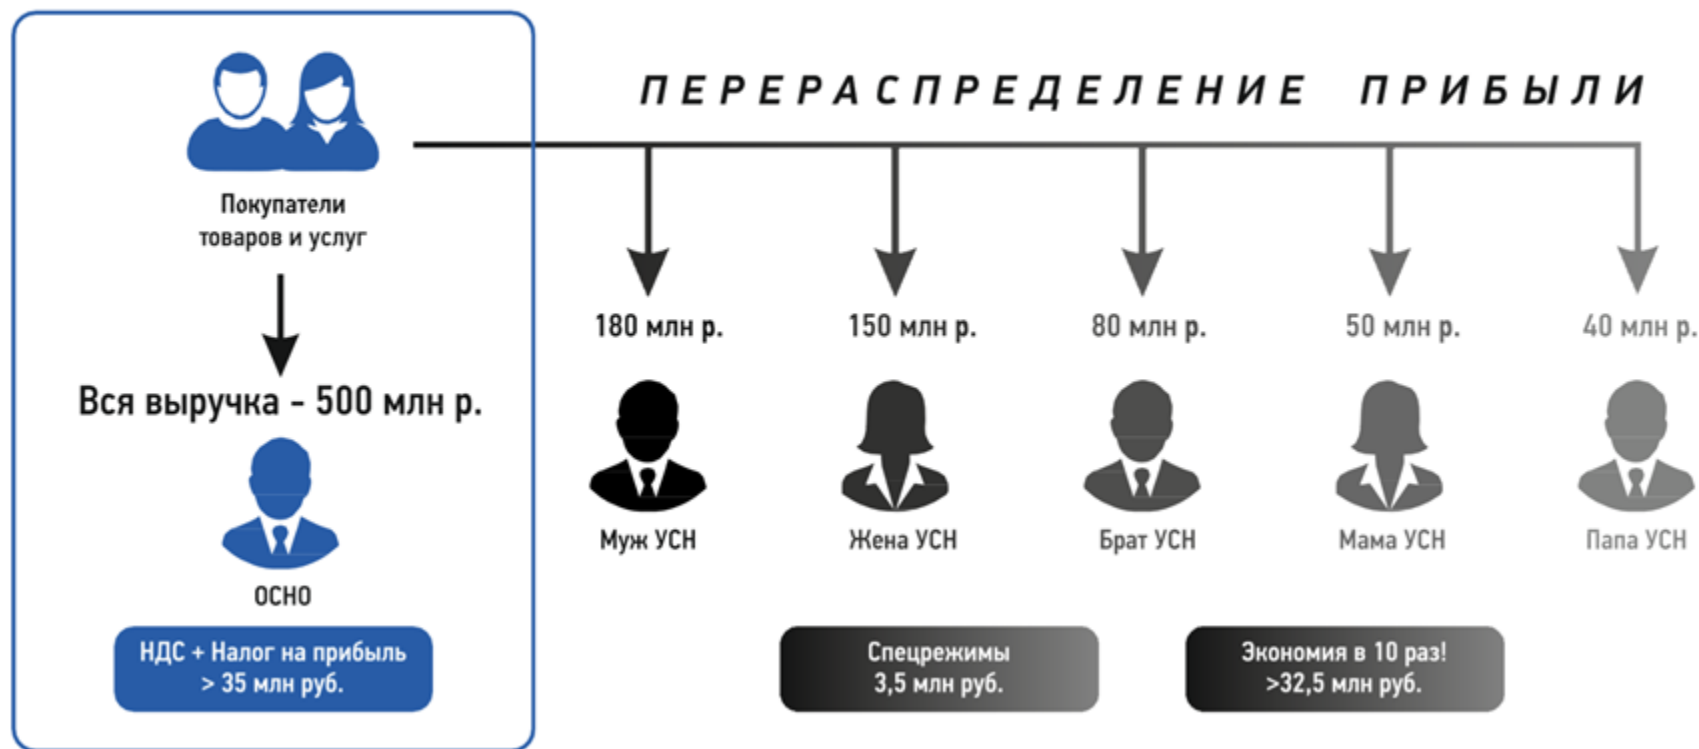 ПЕРЕРАСПРЕДЕЛЕНИЕ ПРИБЫЛИ
Покупатели
товаров и услуг
Вся выручка - 500 млн р.
ОСНО
НДС + Налог на прибыль
> 35 млн руб.
180 млн р.
150 млн р.
80 млн р.
50 млн р.
40 млн р.
Муж УСН
Жена УСН
Брат УСН
Мама УСН
Папа УСН
Спецрежимы
3,5 млн руб.
Экономия в 10 раз!
>32,5 млн руб.